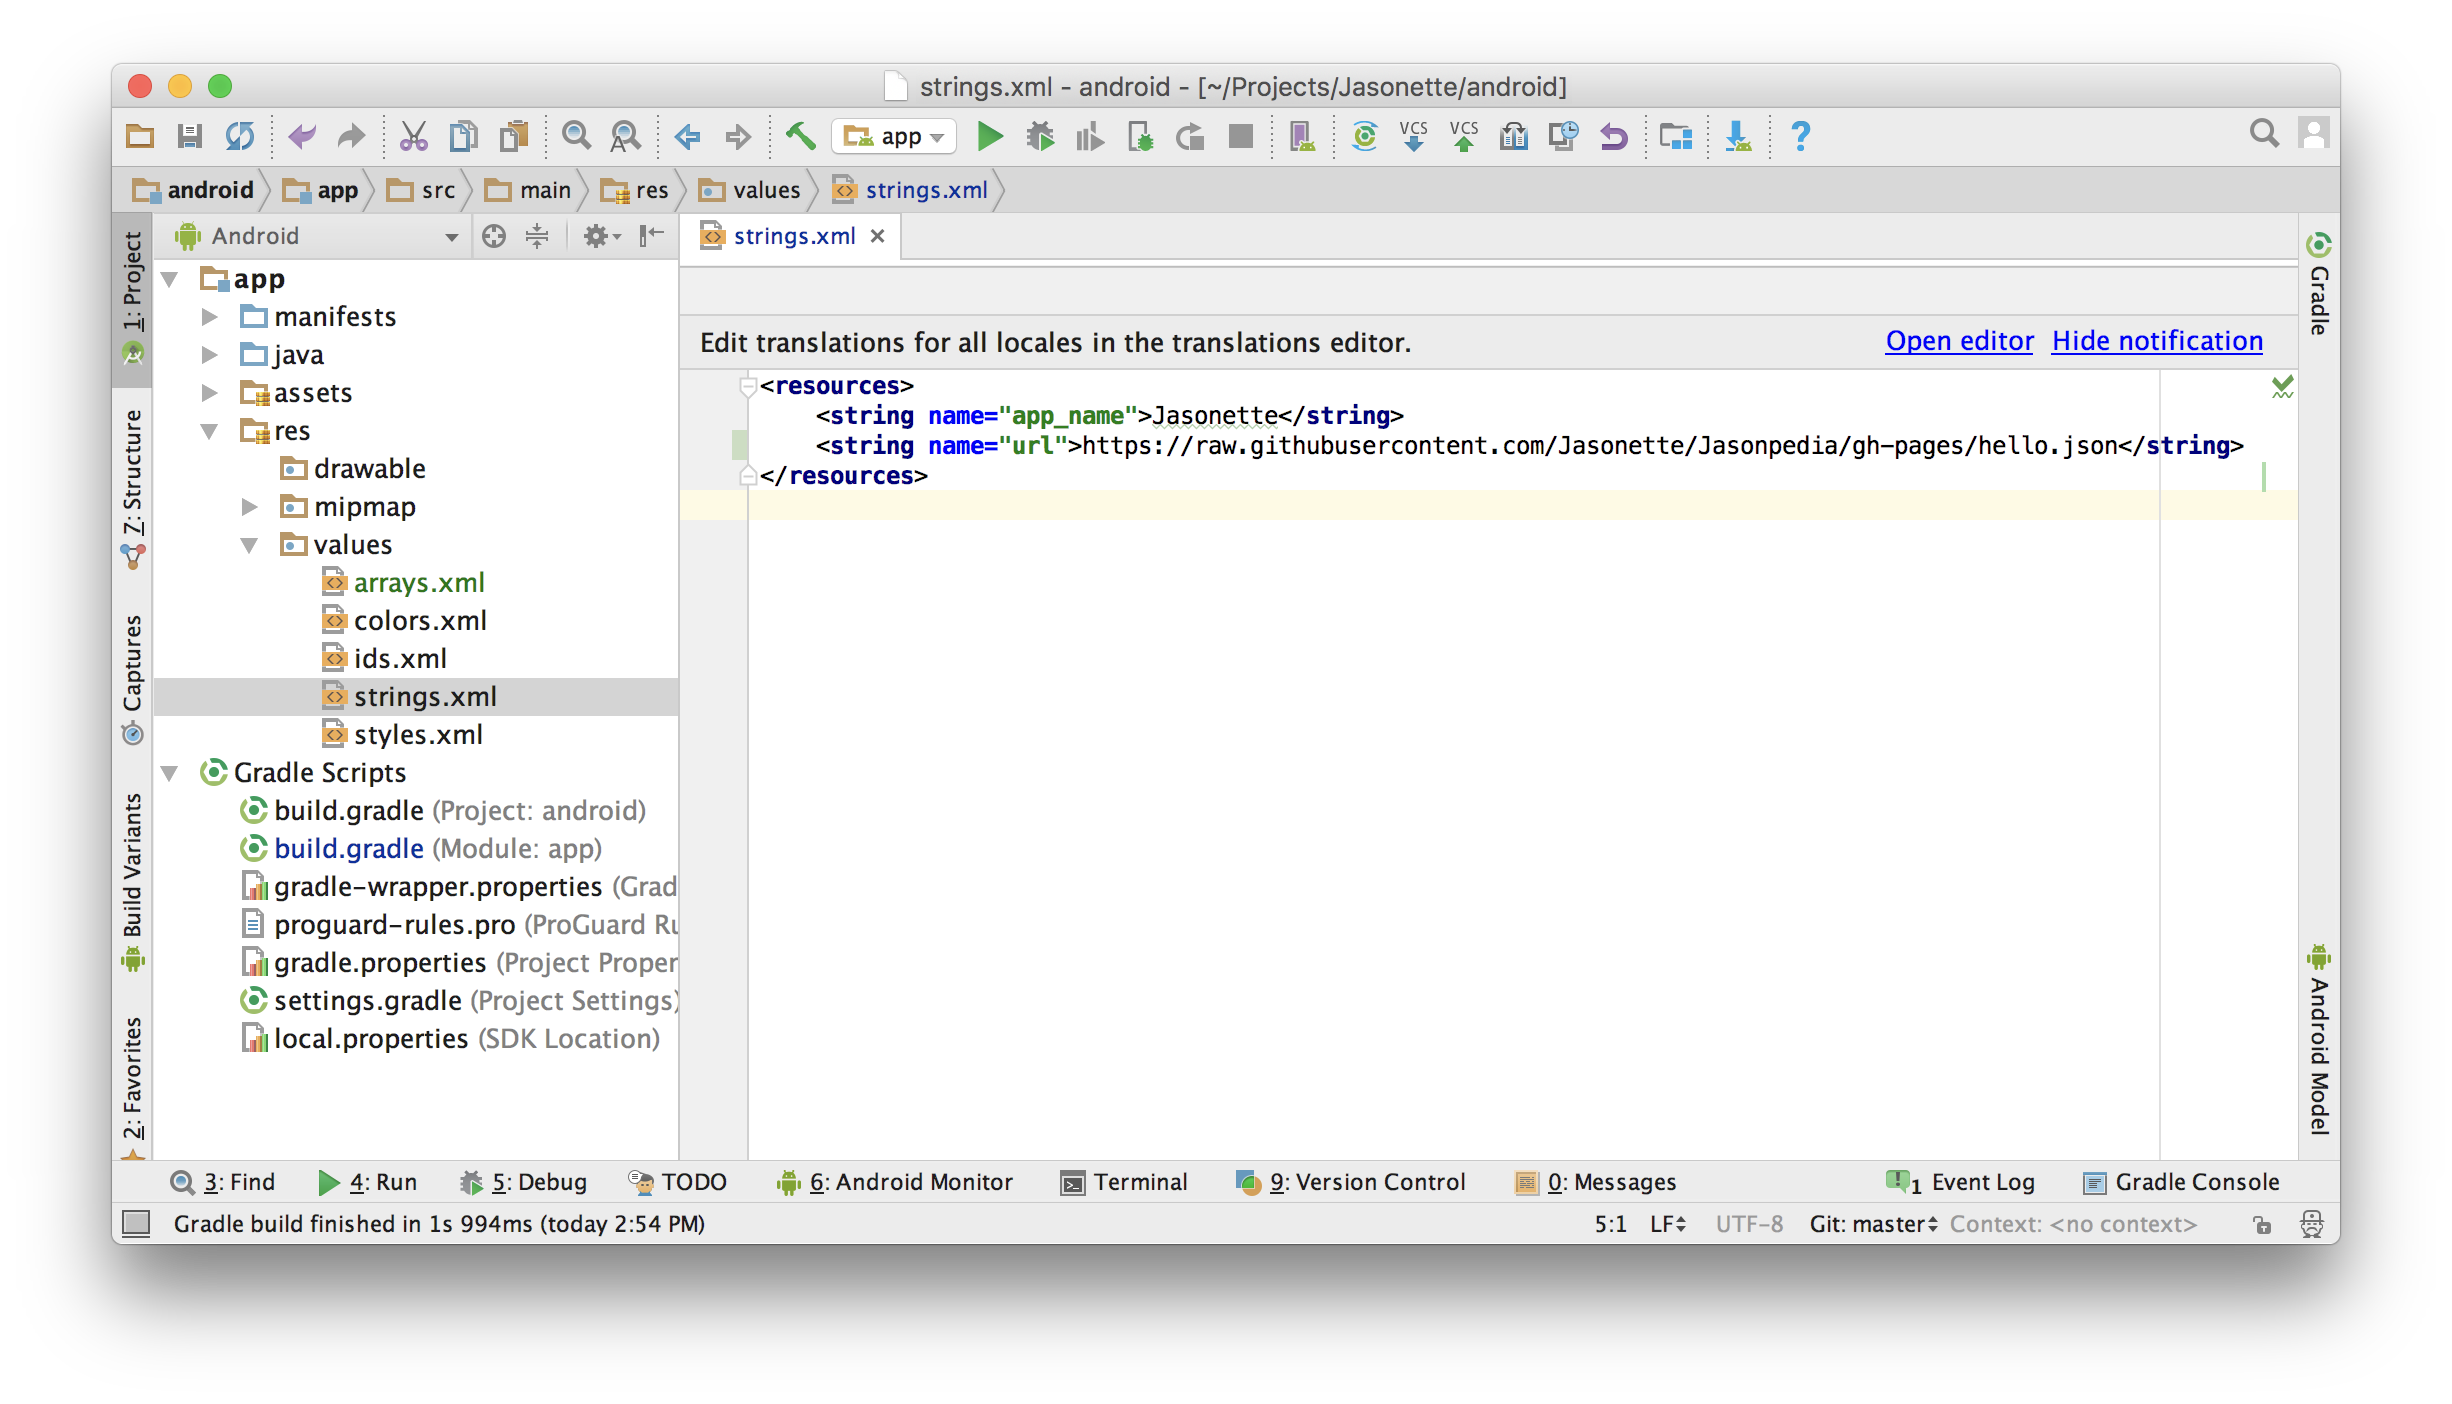 strings.xml - android - [~/Projects/Jasonette/android]
app
VCS
VCS
?
android app src main res values strings.xml
Android
strings.xml
1: Project
7: Structure
Captures
Build Variants
2: Favorites
app
manifests
java
assets
res
drawable
mipmap
values
arrays.xml
colors.xml
ids.xml
strings.xml
styles.xml
Gradle Scripts
build.gradle (Project: android)
build.gradle (Module: app)
gradle-wrapper.properties (Grad
proguard-rules.pro (ProGuard Ru
gradle.properties (Project Proper
settings.gradle (Project Settings)
local.properties (SDK Location)
Edit translations for all locales in the translations editor. Open editor Hide notification
<resources>
<string name="app_name">Jasonette</string>
<string name="url">https://raw.githubusercontent.com/Jasonette/Jasonpedia/gh-pages/hello.json</string>
</resources>
Gradle
Android Model
3: Find 4: Run 5: Debug TODO 6: Android Monitor Terminal 9: Version Control 0: Messages 1 Event Log Gradle Console
Gradle build finished in 1s 994ms (today 2:54 PM) 5:1 LF UTF-8 Git: master Context: <no context>